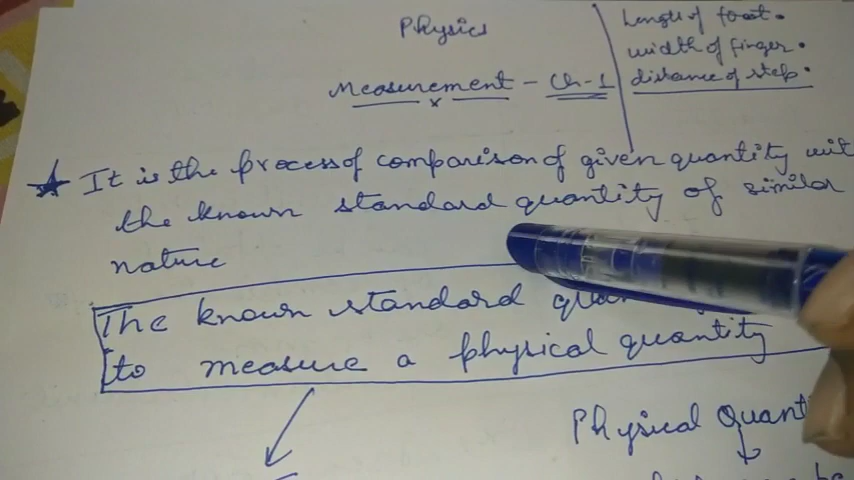 Physics
Measurement - Ch-1
Length of foot.
width of finger.
distance of step.
It is the process of comparison of given quantity wit
the known standard quantity of similar
nature
The known standard
to measure a physical quantity
Physical Quant